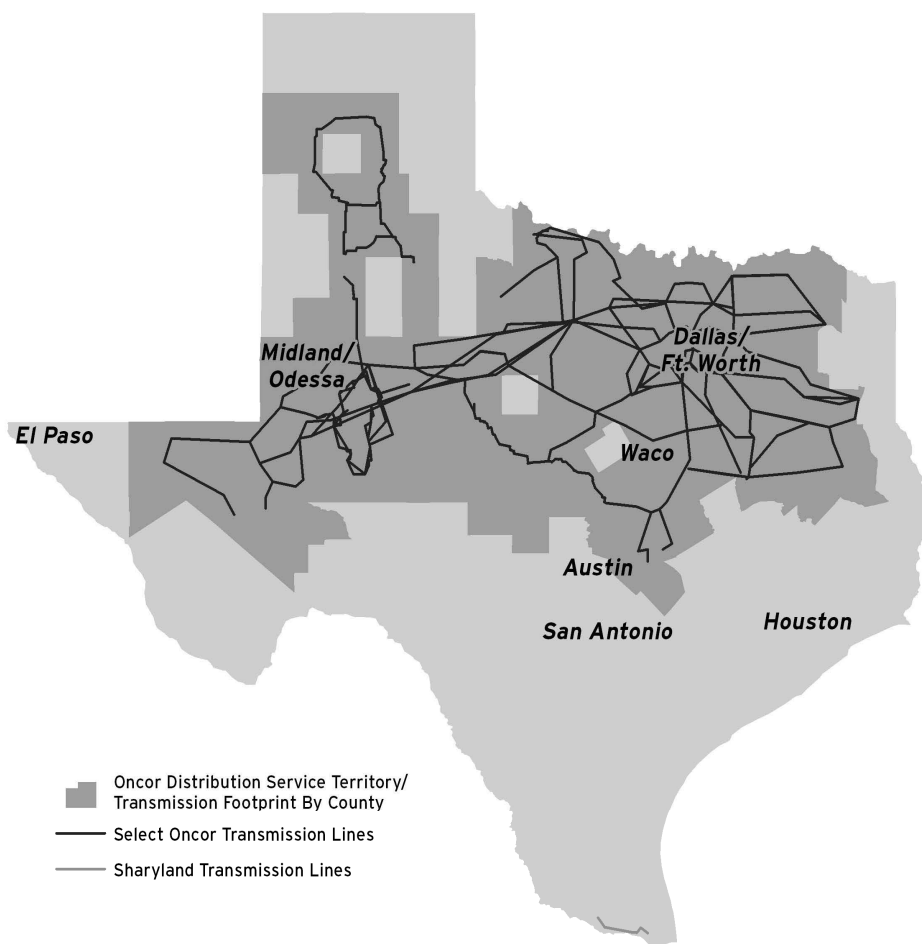 Midland/
Odessa
Dallas/
Ft. Worth
El Paso
Waco
Austin
San Antonio
Houston
Oncor Distribution Service Territory/
Transmission Footprint By County
Select Oncor Transmission Lines
Sharyland Transmission Lines